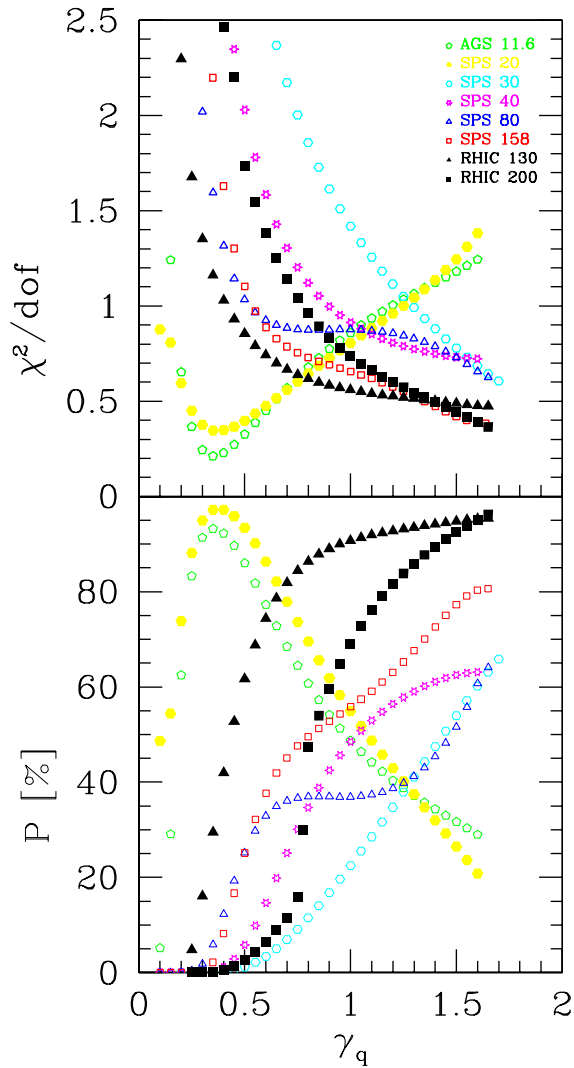 2.5
AGS 11.6
SPS 20
SPS 30
SPS 40
SPS 80
SPS 158
RHIC 130
RHIC 200
2
1.5
1
0.5
0
χ²/dof
80
60
40
20
0
P [%]
0 0.5 1 1.5 2
γq